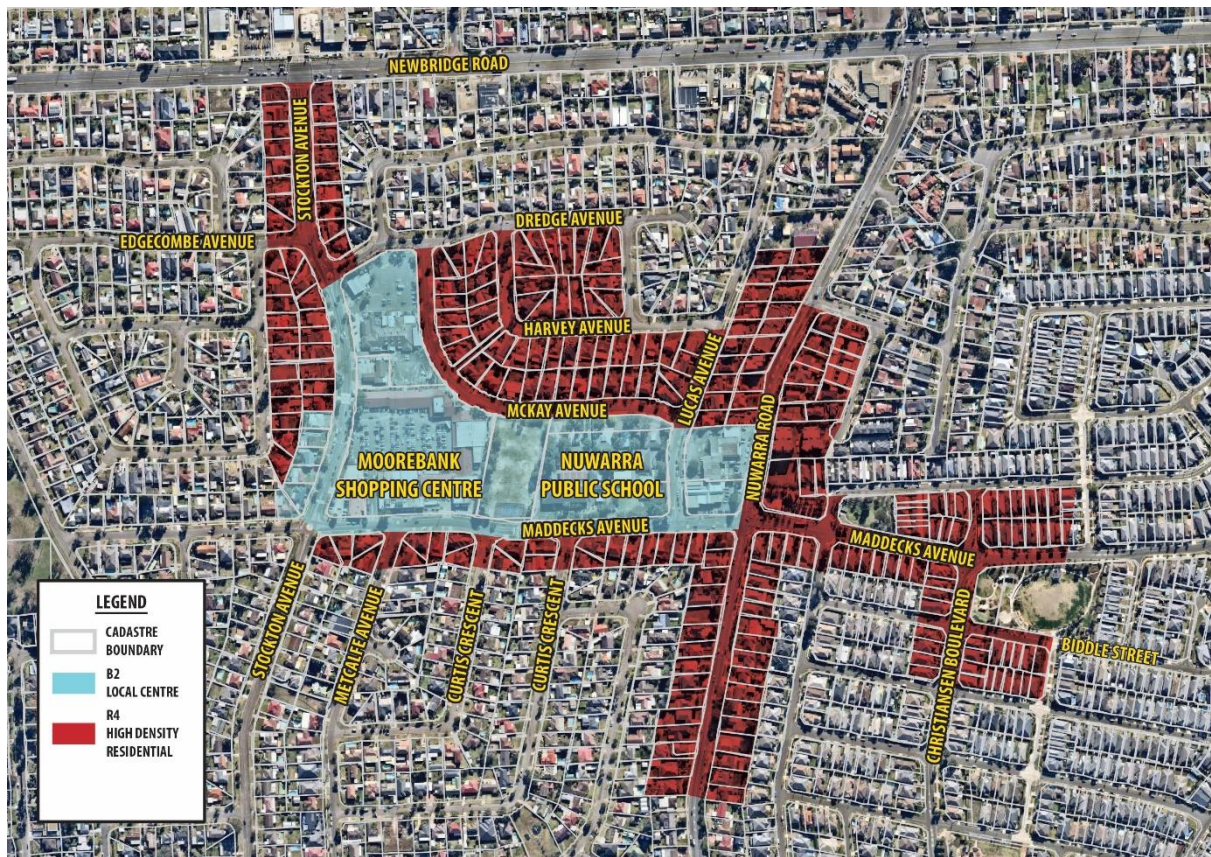 NEWBRIDGE ROAD
STOCKTON AVENUE
DREDGE AVENUE
EDGECOMBE AVENUE
HARVEY AVENUE
LUCAS AVENUE
MCKAY AVENUE
NUWARRA ROAD
MOOREBANK
SHOPPING CENTRE
NUWARRA
PUBLIC SCHOOL
MADDECKS AVENUE
MADDECKS AVENUE
STOCKTON AVENUE
METCALFE AVENUE
CURTIS CRESCENT
CURTIS CRESCENT
CHRISTIANSEN BOULEVARD
BIDDLE STREET
LEGEND
CADASTRE
BOUNDARY
B2
LOCAL CENTRE
R4
HIGH DENSITY
RESIDENTIAL